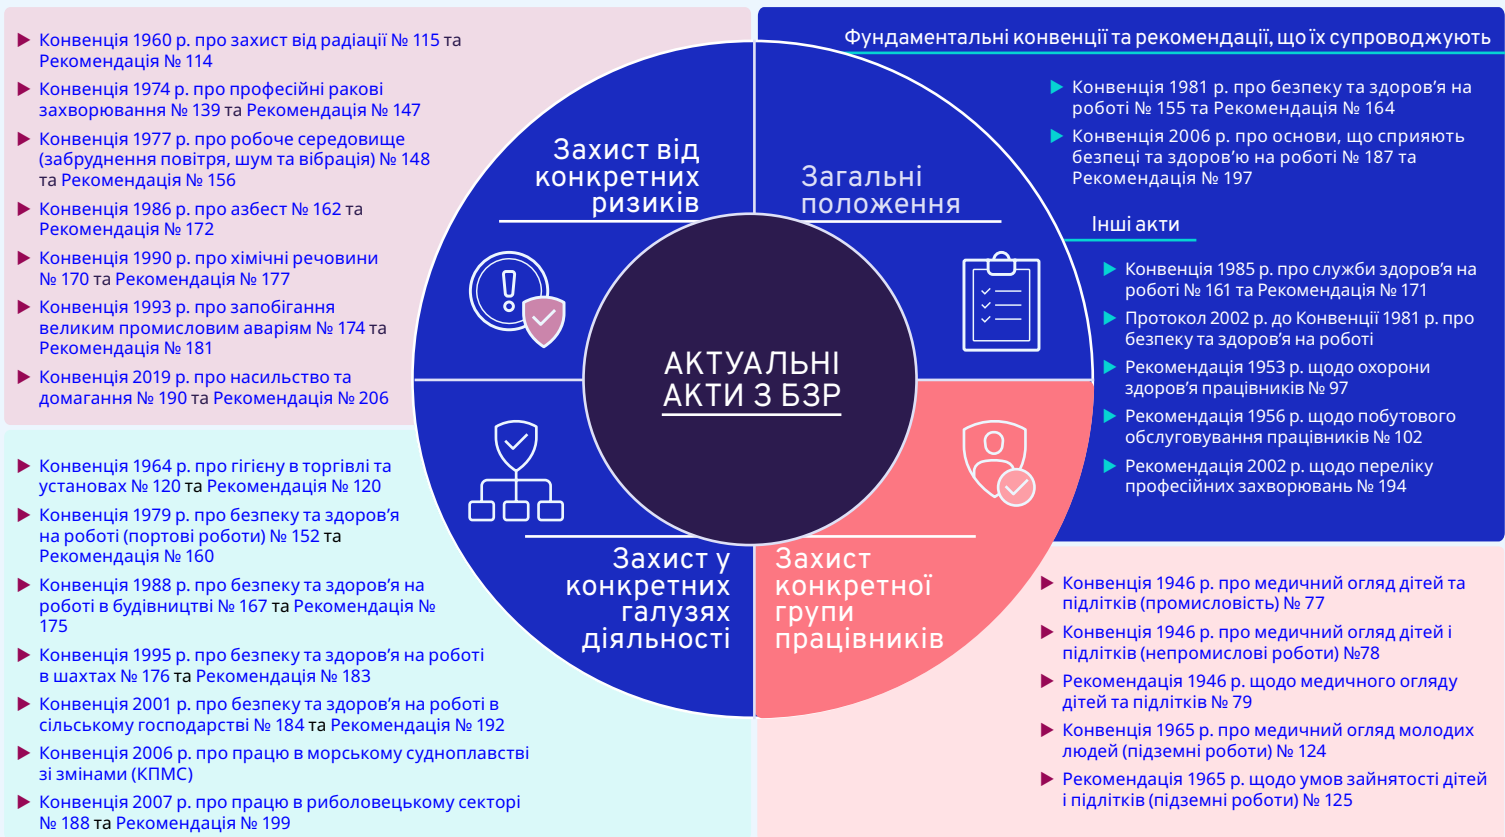 Конвенція 1960 р. про захист від радіації № 115 та
Рекомендація № 114
Конвенція 1974 р. про професійні ракові
захворювання № 139 та Рекомендація № 147
Конвенція 1977 р. про робоче середовище
(забруднення повітря, шум та вібрація) № 148
та Рекомендація № 156
Конвенція 1986 р. про азбест № 162 та
Рекомендація № 172
Конвенція 1990 р. про хімічні речовини
№ 170 та Рекомендація № 177
Конвенція 1993 р. про запобігання
великим промисловим аваріям № 174 та
Рекомендація № 181
Конвенція 2019 р. про насильство та
домагання № 190 та Рекомендація № 206
Захист від
конкретних
ризиків
Загальні
положення
Фундаментальні конвенції та рекомендації, що їх супроводжують
Конвенція 1981 р. про безпеку та здоров’я на
роботі № 155 та Рекомендація № 164
Конвенція 2006 р. про основи, що сприяють
безпеці та здоров’ю на роботі № 187 та
Рекомендація № 197
Інші акти
Конвенція 1985 р. про служби здоров’я на
роботі № 161 та Рекомендація № 171
Протокол 2002 р. до Конвенції 1981 р. про
безпеку та здоров’я на роботі
Рекомендація 1953 р. щодо охорони
здоров’я працівників № 97
Рекомендація 1956 р. щодо побутового
обслуговування працівників № 102
Рекомендація 2002 р. щодо переліку
професійних захворювань № 194
АКТУАЛЬНІ
АКТИ З БЗР
Конвенція 1964 р. про гігієну в торгівлі та
установах № 120 та Рекомендація № 120
Конвенція 1979 р. про безпеку та здоров’я
на роботі (портові роботи) № 152 та
Рекомендація № 160
Конвенція 1988 р. про безпеку та здоров’я на
роботі в будівництві № 167 та Рекомендація №
175
Конвенція 1995 р. про безпеку та здоров’я на роботі
в шахтах № 176 та Рекомендація № 183
Конвенція 2001 р. про безпеку та здоров’я на роботі в
сільському господарстві № 184 та Рекомендація № 192
Конвенція 2006 р. про працю в морському судноплавстві
зі змінами (КПМС)
Конвенція 2007 р. про працю в риболовецькому секторі
№ 188 та Рекомендація № 199
Захист у
конкретних
галузях
діяльності
Захист
конкретної
групи
працівників
Конвенція 1946 р. про медичний огляд дітей та
підлітків (промисловість) № 77
Конвенція 1946 р. про медичний огляд дітей і
підлітків (непромислові роботи) №78
Рекомендація 1946 р. щодо медичного огляду
дітей та підлітків № 79
Конвенція 1965 р. про медичний огляд молодих
людей (підземні роботи) № 124
Рекомендація 1965 р. щодо умов зайнятості дітей
і підлітків (підземні роботи) № 125